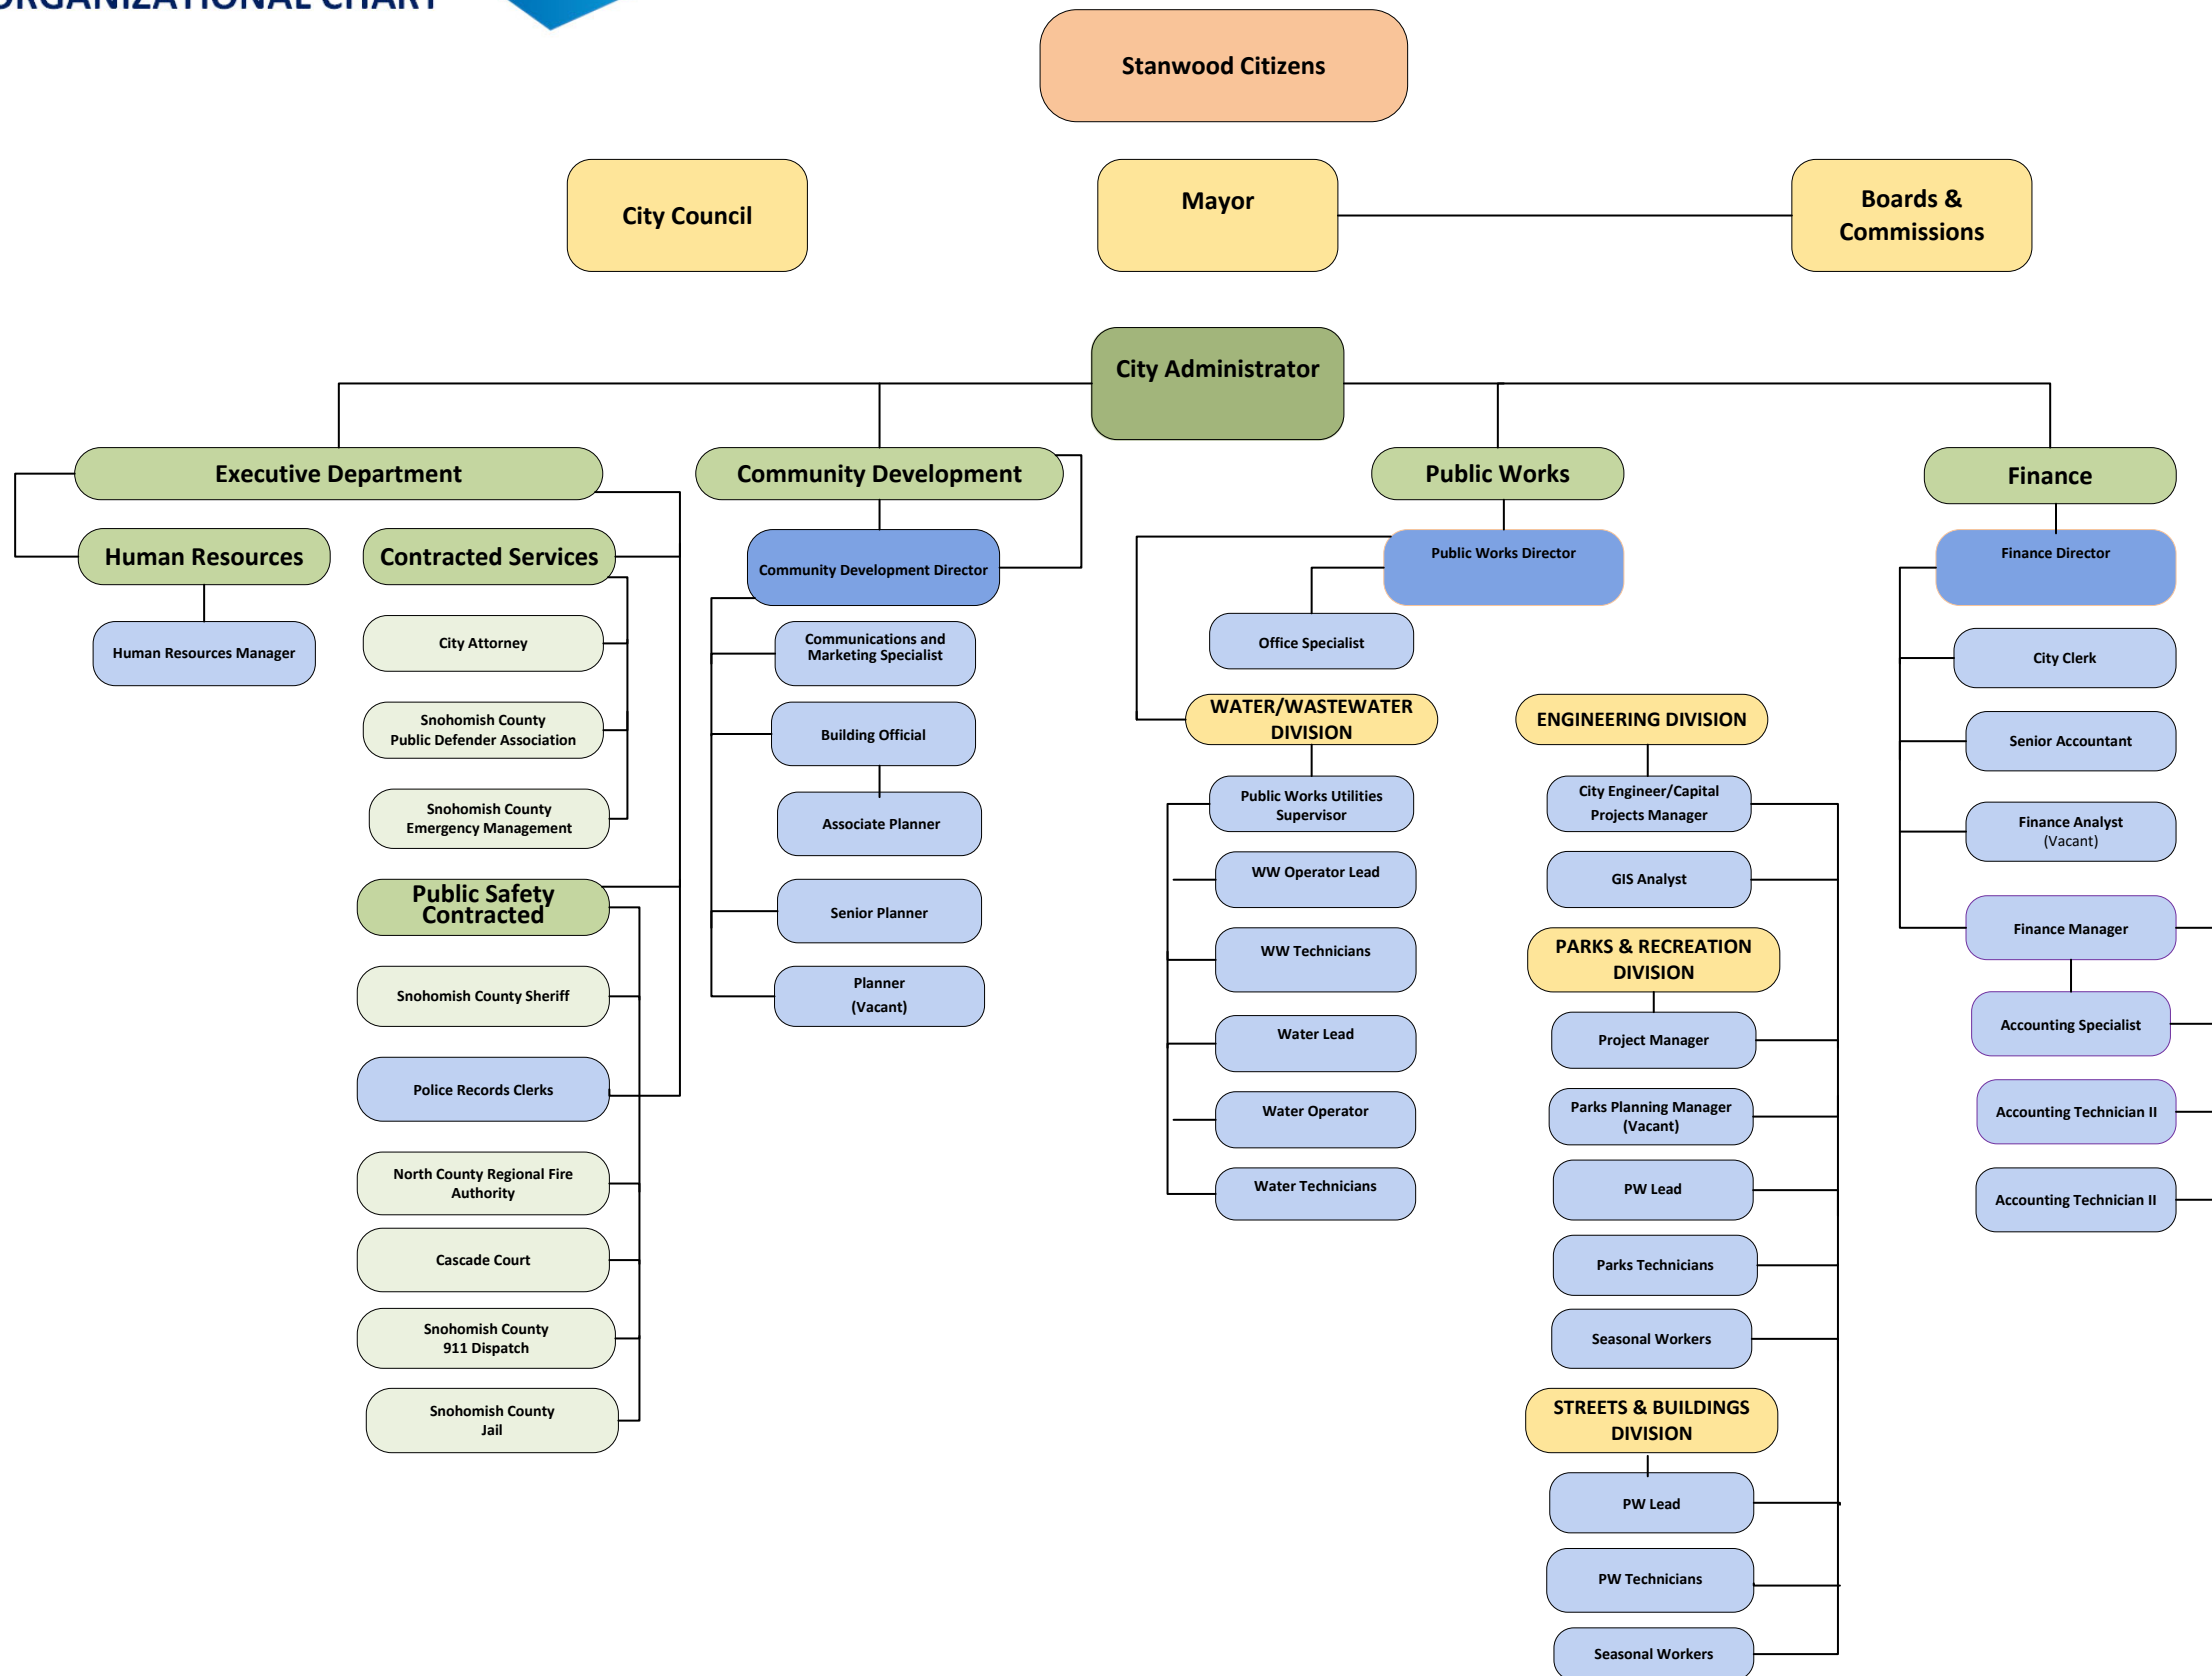 ORGANIZATIONAL CHART
Stanwood Citizens
City Council
Mayor
Boards &
Commissions
City Administrator
Executive Department
Community Development
Public Works
Finance
Human Resources
Contracted Services
Human Resources Manager
City Attorney
Snohomish County
Public Defender Association
Snohomish County
Emergency Management
Public Safety
Contracted
Snohomish County Sheriff
Police Records Clerks
North County Regional Fire
Authority
Cascade Court
Snohomish County
911 Dispatch
Snohomish County
Jail
Community Development Director
Communications and
Marketing Specialist
Building Official
Associate Planner
Senior Planner
Planner
(Vacant)
Public Works Director
Office Specialist
WATER/WASTEWATER
DIVISION
Public Works Utilities
Supervisor
WW Operator Lead
WW Technicians
Water Lead
Water Operator
Water Technicians
ENGINEERING DIVISION
City Engineer/Capital
Projects Manager
GIS Analyst
PARKS & RECREATION
DIVISION
Project Manager
Parks Planning Manager
(Vacant)
PW Lead
Parks Technicians
Seasonal Workers
STREETS & BUILDINGS
DIVISION
PW Lead
PW Technicians
Seasonal Workers
Finance Director
City Clerk
Senior Accountant
Finance Analyst
(Vacant)
Finance Manager
Accounting Specialist
Accounting Technician II
Accounting Technician II